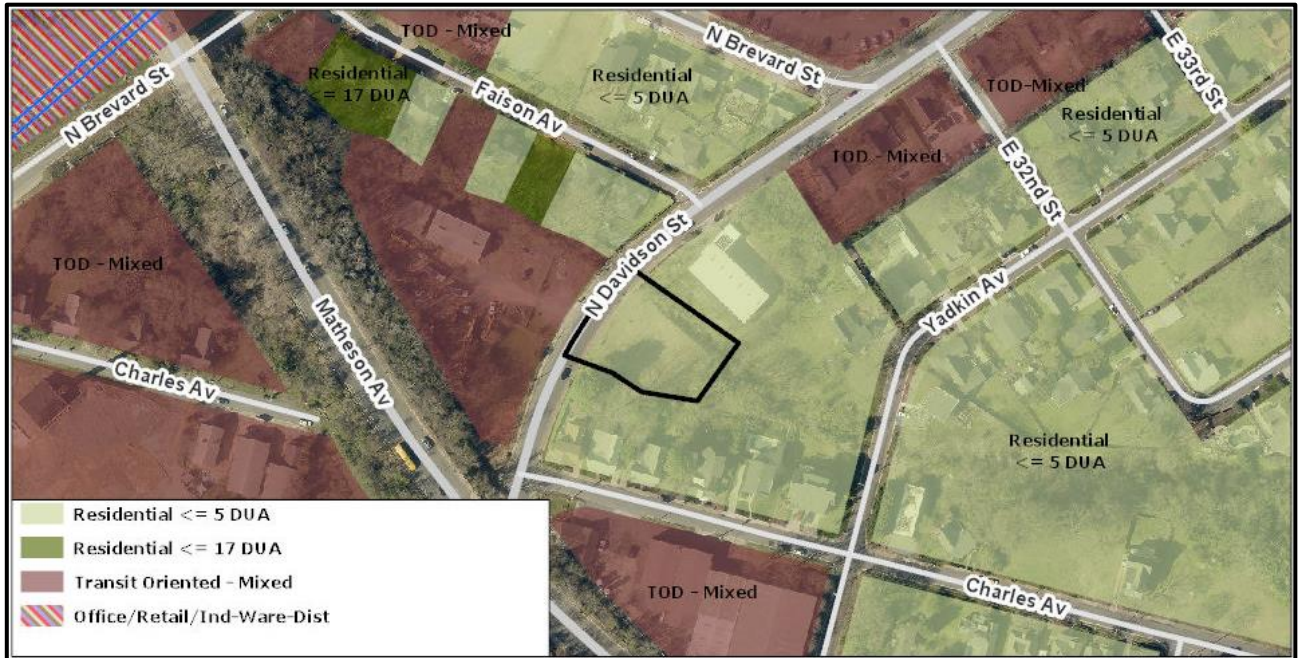 TOD - Mixed
N Brevard St
E 33rd St
N Brevard St
Residential
<= 17 DUA
Residential
<= 5 DUA
TOD-Mixed
Faison Av
Residential
<= 5 DUA
TOD - Mixed
E 32nd St
N Davidson St
TOD - Mixed
Yadkin Av
Matheson Av
Charles Av
Residential
<= 5 DUA
Residential <= 5 DUA
Residential <= 17 DUA
Transit Oriented - Mixed
Office/Retail/Ind-Ware-Dist
TOD - Mixed
Charles Av